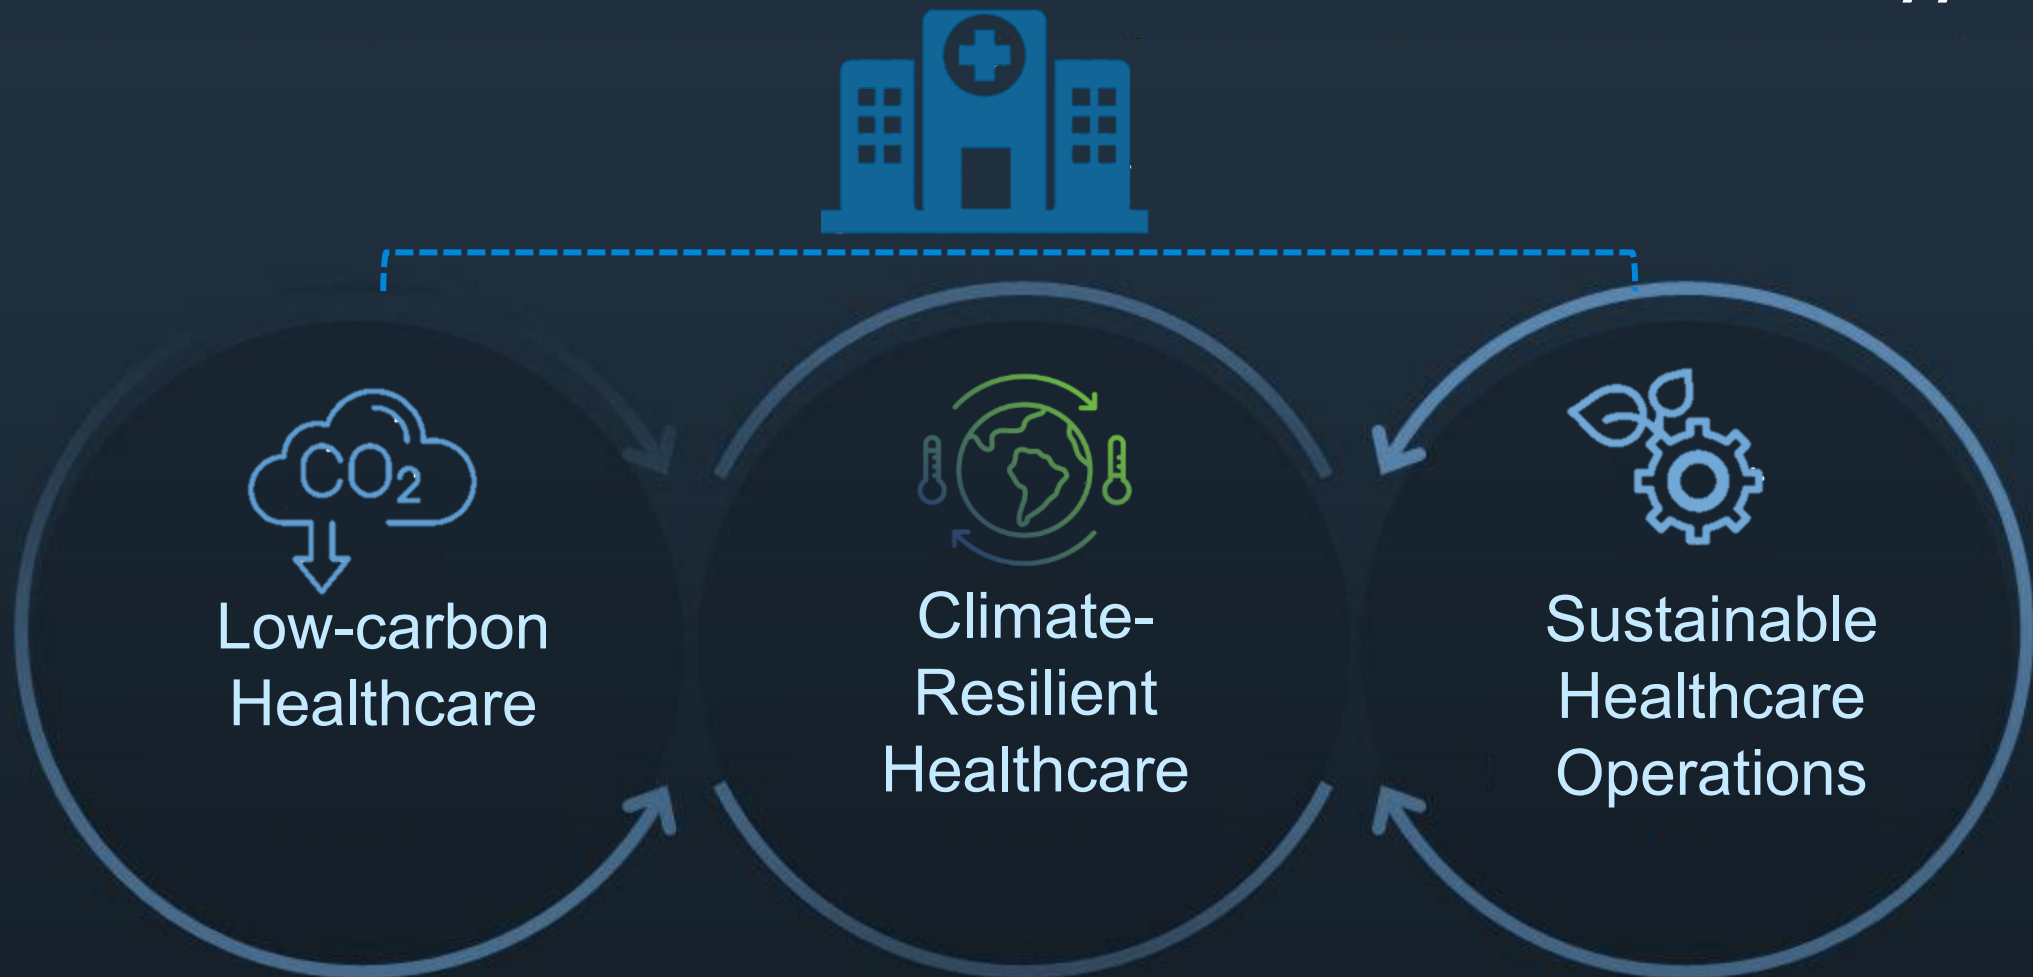 CO2
Low-carbon
Healthcare
Climate-
Resilient
Healthcare
Sustainable
Healthcare
Operations